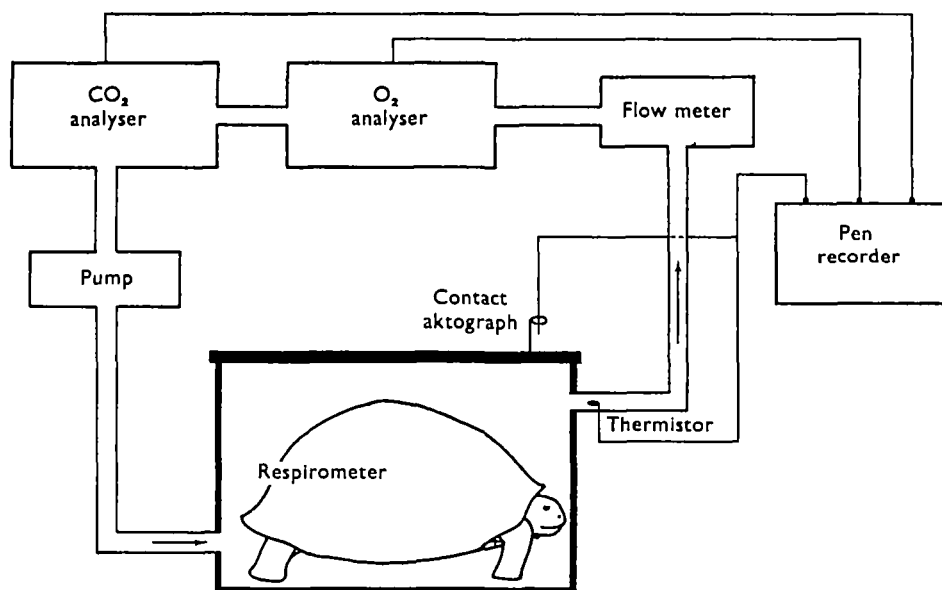 CO₂
analyser
O₂
analyser
Flow meter
Pen
recorder
Pump
Contact
aktograph
Thermistor
Respirometer